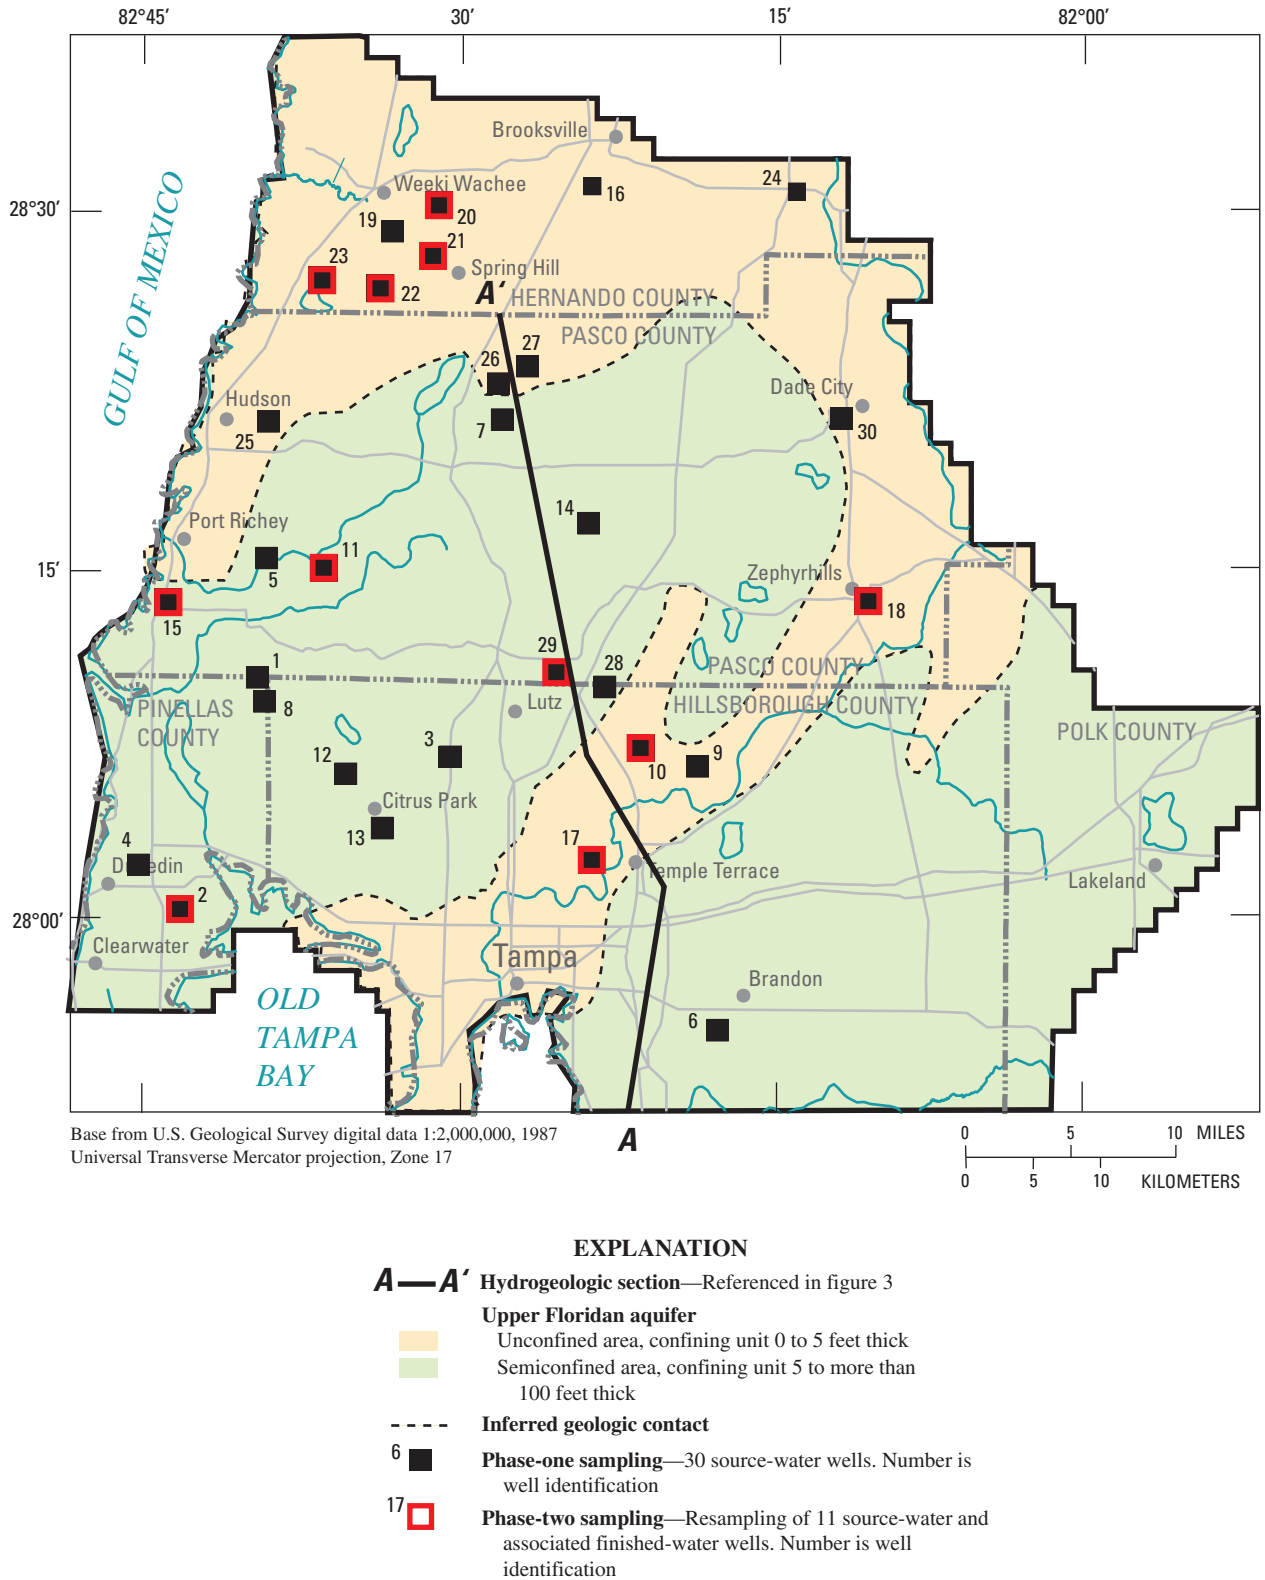 82°45′ 30′ 15′ 82°00′
Brooksville
Weeki Wachee
24
16
28°30′
20
19
21
23
Spring Hill
22
A′
HERNANDO COUNTY
PASCO COUNTY
GULF OF MEXICO
27
26
Dade City
Hudson
25
7
30
14
Port Richey
11
5
15′
Zephyrhills
18
15
29
28
1
PASCO COUNTY
8
Lutz
HILLSBOROUGH COUNTY
PINELLAS
COUNTY
POLK COUNTY
3
12
10
9
Citrus Park
13
17
4
Dunedin
Temple Terrace
Lakeland
2
28°00′
Clearwater
Tampa
Brandon
OLD
TAMPA
BAY
6
A
Base from U.S. Geological Survey digital data 1:2,000,000, 1987
Universal Transverse Mercator projection, Zone 17
0 5 10 MILES
0 5 10 KILOMETERS
EXPLANATION
A A′ Hydrogeologic section—Referenced in figure 3
Upper Floridan aquifer
Unconfined area, confining unit 0 to 5 feet thick
Semiconfined area, confining unit 5 to more than
100 feet thick
Inferred geologic contact
6 Phase-one sampling—30 source-water wells. Number is
well identification
17 Phase-two sampling—Resampling of 11 source-water and
associated finished-water wells. Number is well
identification